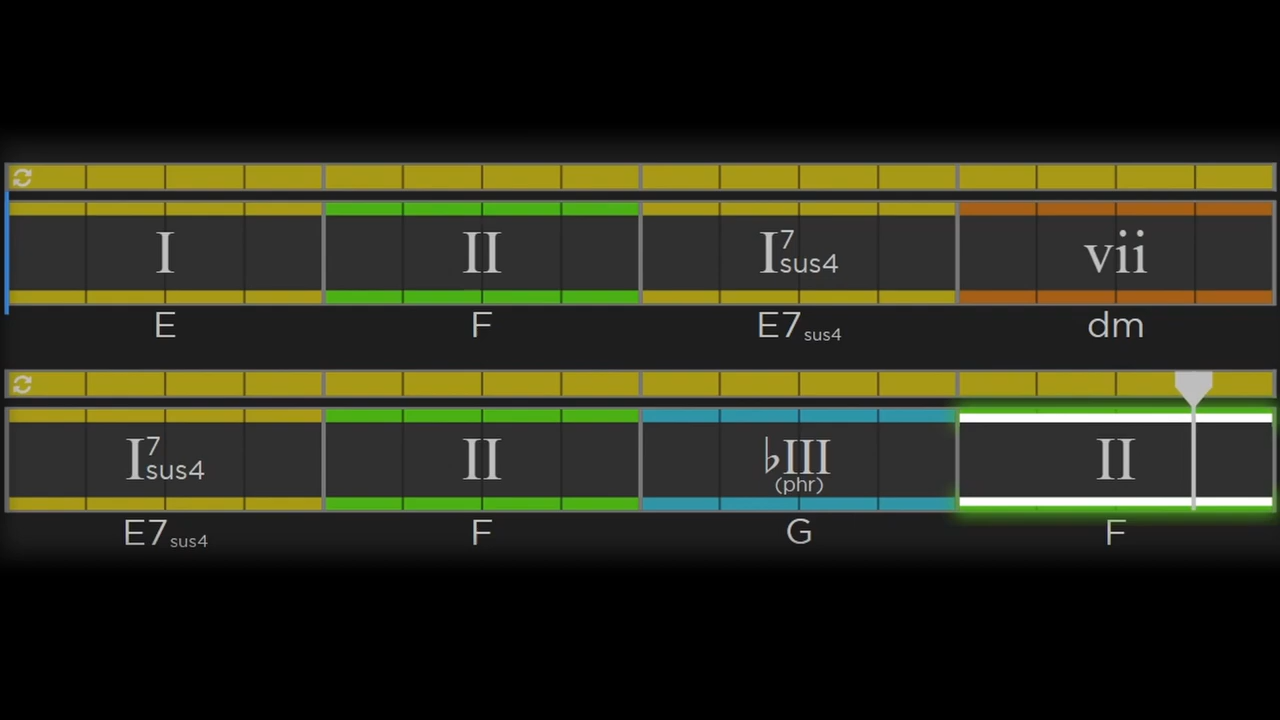 I II I7sus4 vii
E F E7sus4 dm
I7sus4 II ♭III II
(phr)
E7sus4 F G F